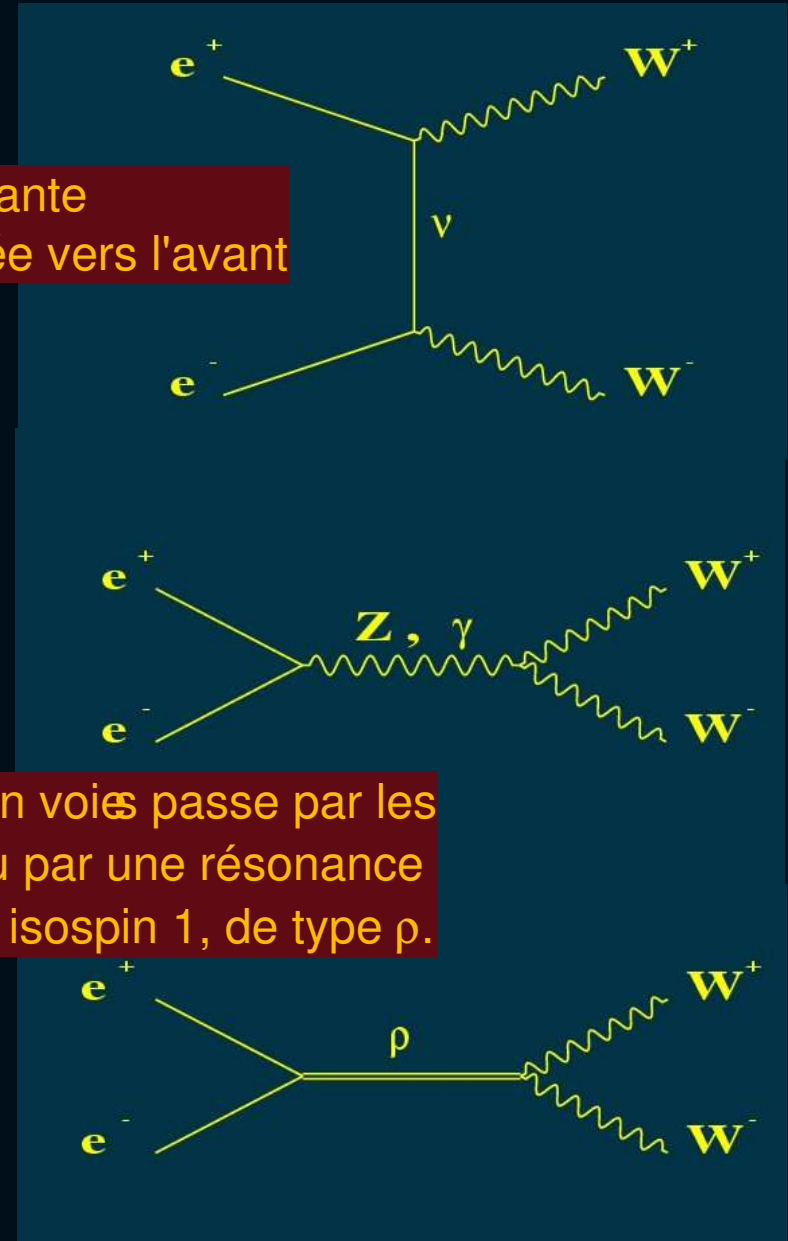 e+ W+
ante
ν
ée vers l'avant
e- W-
e+ W+
Z , γ
e- W-
n voies passe par les
u par une résonance
isospin 1, de type ρ.
e+ W+
ρ
e- W-